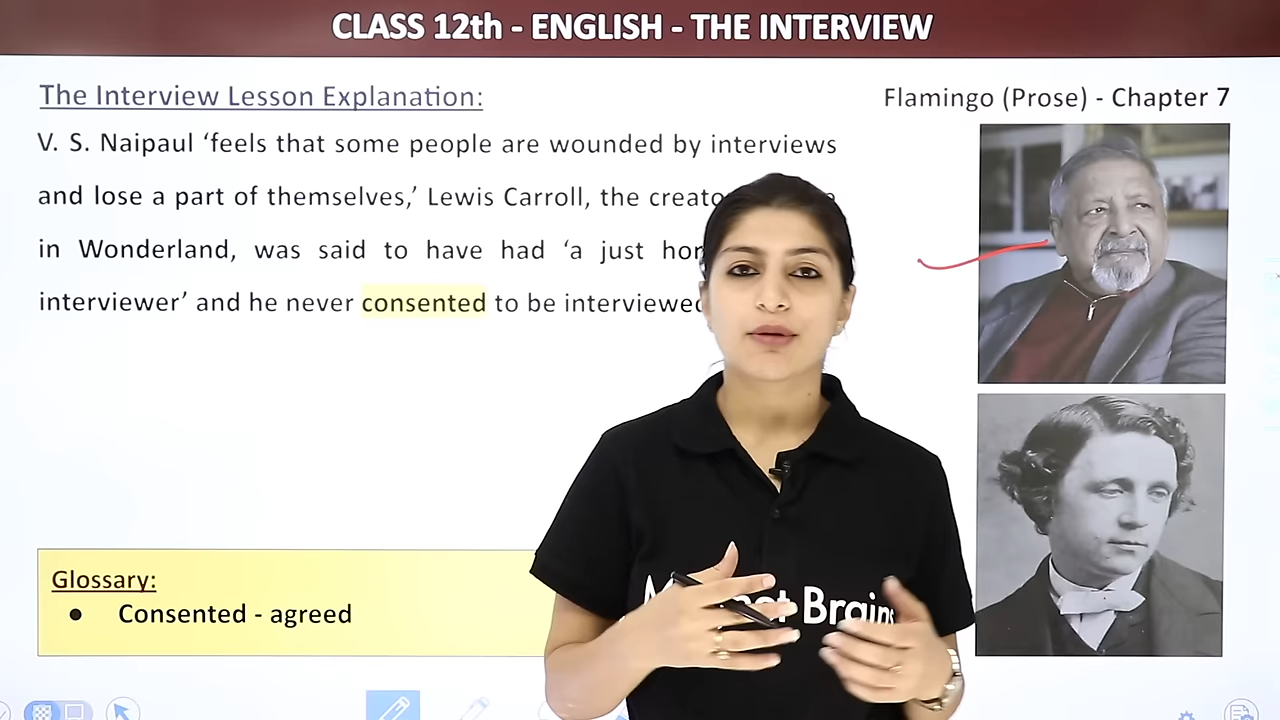 CLASS 12th - ENGLISH - THE INTERVIEW
The Interview Lesson Explanation:
Flamingo (Prose) - Chapter 7
V. S. Naipaul ‘feels that some people are wounded by interviews
and lose a part of themselves,’ Lewis Carroll, the
in Wonderland, was said to have had ‘a just
interviewer’ and he never consented to be interviewed
Glossary:
● Consented - agreed
Brains